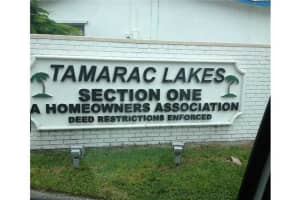 TAMARAC LAKES
SECTION ONE
A HOMEOWNERS ASSOCIATION
DEED RESTRICTIONS ENFORCED